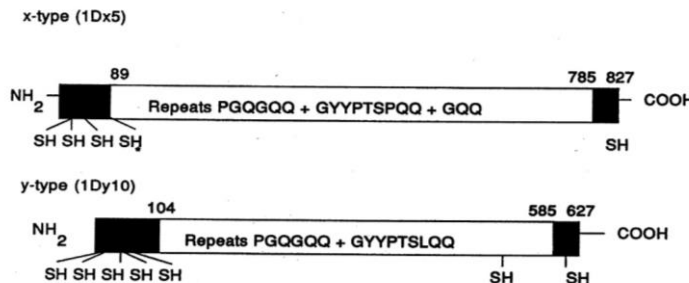 x-type (1Dx5)
89 785 827
NH2 Repeats PGQGQQ + GYYPTSPQQ + GQQ COOH
SH SH SH SH* SH
y-type (1Dy10)
104 585 627
NH2 Repeats PGQGQQ + GYYPTSLQQ COOH
SH SH SH SH SH SH SH